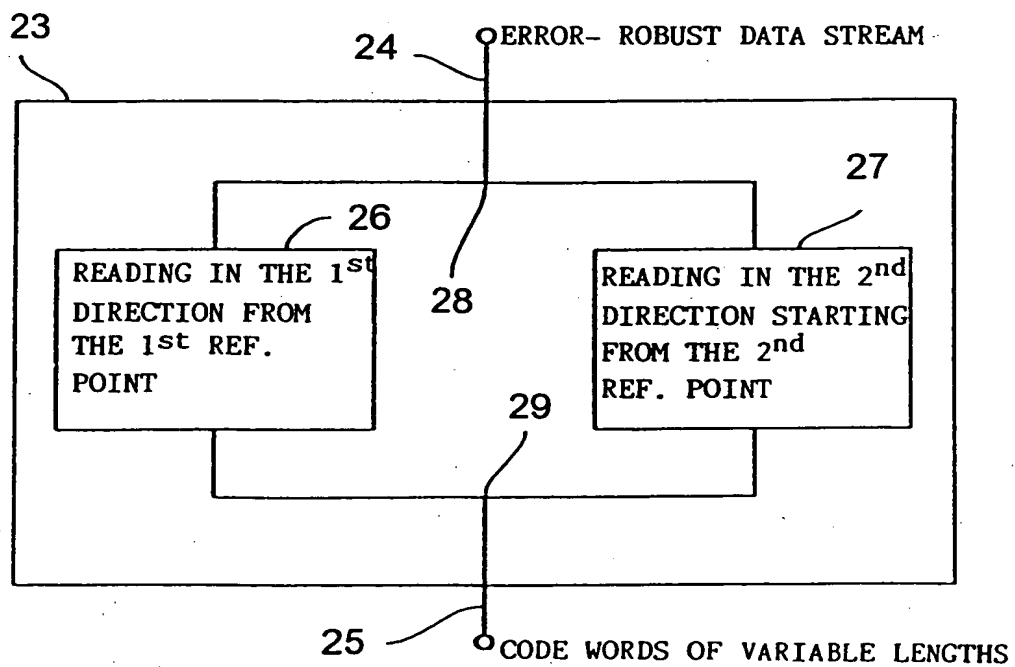 23
24
ERROR- ROBUST DATA STREAM
27
26
READING IN THE 1st
DIRECTION FROM
THE 1st REF.
POINT
28
READING IN THE 2nd
DIRECTION STARTING
FROM THE 2nd
REF. POINT
29
25
CODE WORDS OF VARIABLE LENGTHS